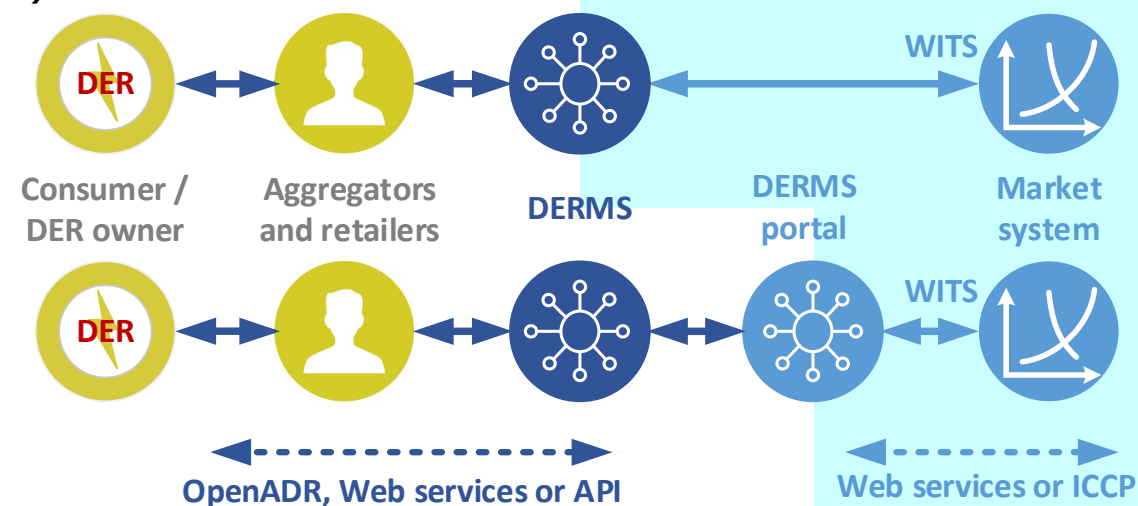 )
DER
WITS
Consumer /
DER owner
Aggregators
and retailers
DERMS
DERMS
portal
Market
system
DER
WITS
OpenADR, Web services or API
Web services or ICCP